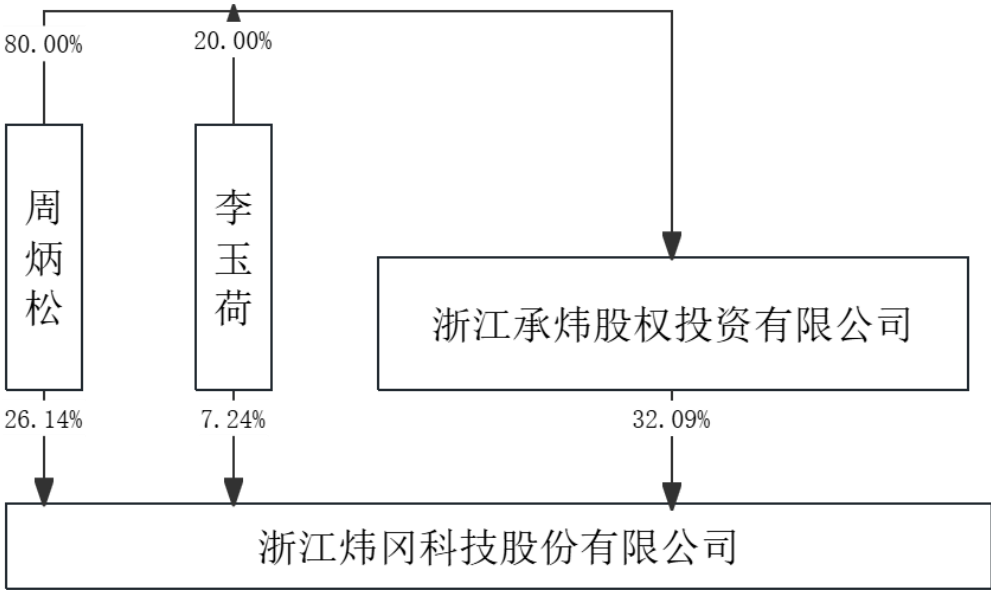 80.00%
20.00%
周炳松
李玉荷
浙江承炜股权投资有限公司
26.14%
7.24%
32.09%
浙江炜冈科技股份有限公司